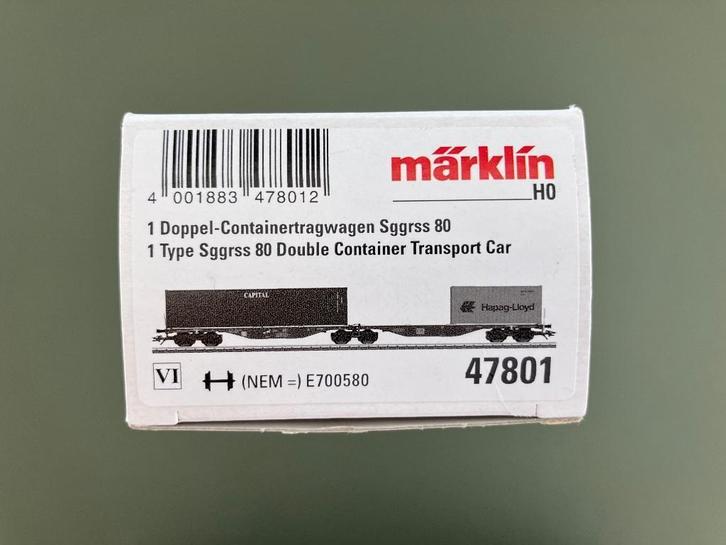 märklin
H0
4 001883 478012
1 Doppel-Containertragwagen Sggrss 80
1 Type Sggrss 80 Double Container Transport Car
CAPITAL
Hapag-Lloyd
VI (NEM =) E700580
47801